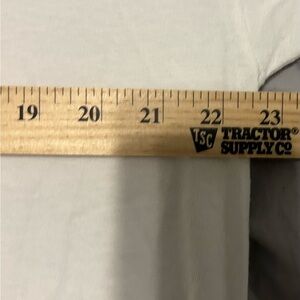 19 20 21 22 23
TSC TRACTOR®
SUPPLY CO